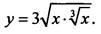 y = 3√(x · ∛x).